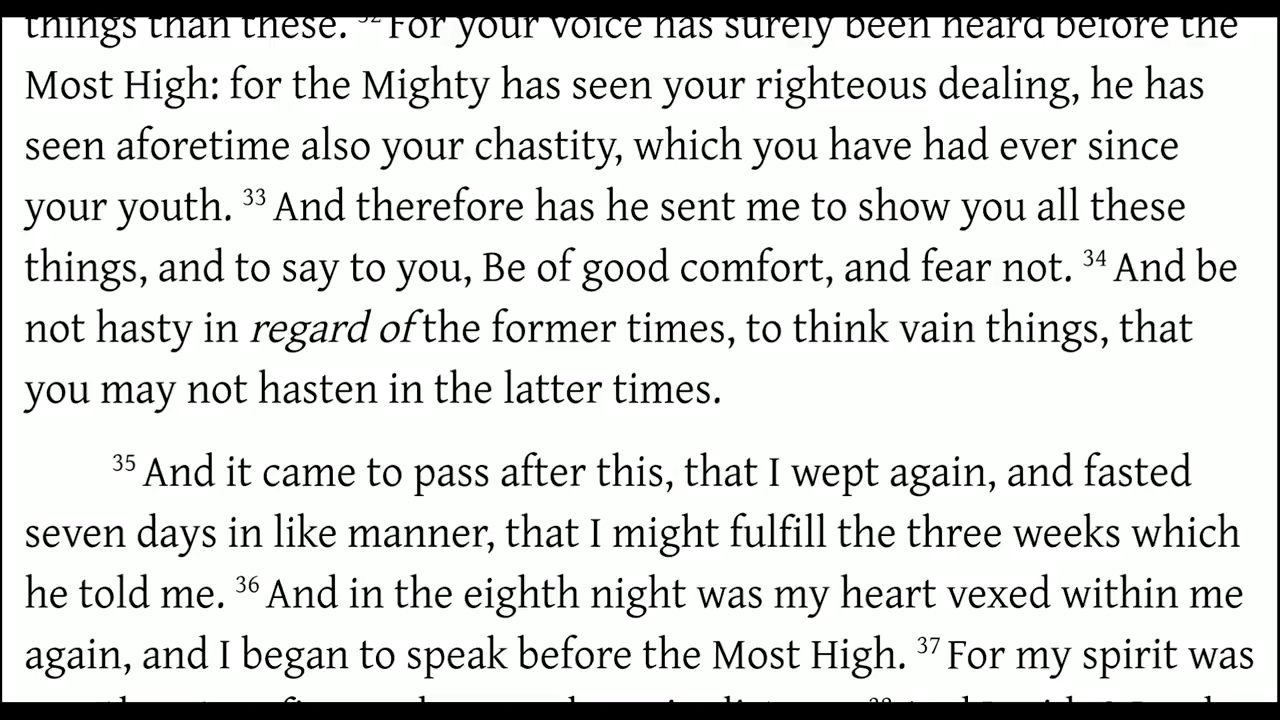 things than these. 32 For your voice has surely been heard before the
Most High: for the Mighty has seen your righteous dealing, he has
seen aforetime also your chastity, which you have had ever since
your youth. 33 And therefore has he sent me to show you all these
things, and to say to you, Be of good comfort, and fear not. 34 And be
not hasty in regard of the former times, to think vain things, that
you may not hasten in the latter times.
35 And it came to pass after this, that I wept again, and fasted
seven days in like manner, that I might fulfill the three weeks which
he told me. 36 And in the eighth night was my heart vexed within me
again, and I began to speak before the Most High. 37 For my spirit was